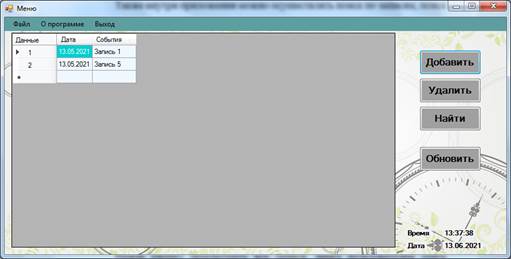 Меню
Файл О программе Выход
Данные Дата События
1 13.05.2021 Запись 1
2 13.05.2021 Запись 5
Добавить
Удалить
Найти
Обновить
Время 13:37:38
Дата 13.06.2021